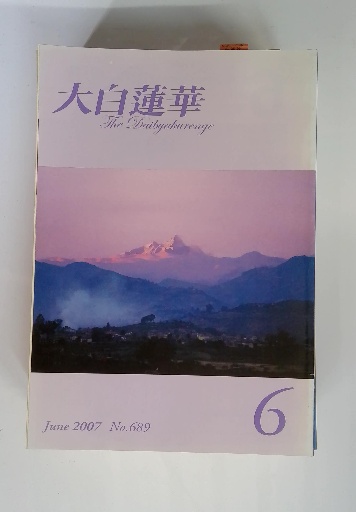 大白蓮華
The Daibyakurenge
June 2007 No.689
6